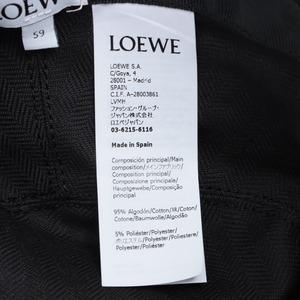 LOEWE
59
LOEWE
LOEWE S.A.
C/Goya, 4
28001 – Madrid
SPAIN
C.I.F. A-28003861
LVMH
ファッション・グループ・
ジャパン株式会社
ロエベジャパン
03-6215-6116
Made in Spain
Composición principal/Main
composition/メインファブリック/
Composition principal/
Composizione principale/
Hauptgewebe/Composição
principal
95% Algodón/Cotton/綿/Coton/
Cotone/Baumwolle/Algodão
5% Poliéster/Polyester/
ポリエステル/Polyester/Poliestere/
Polyester/Poliéster